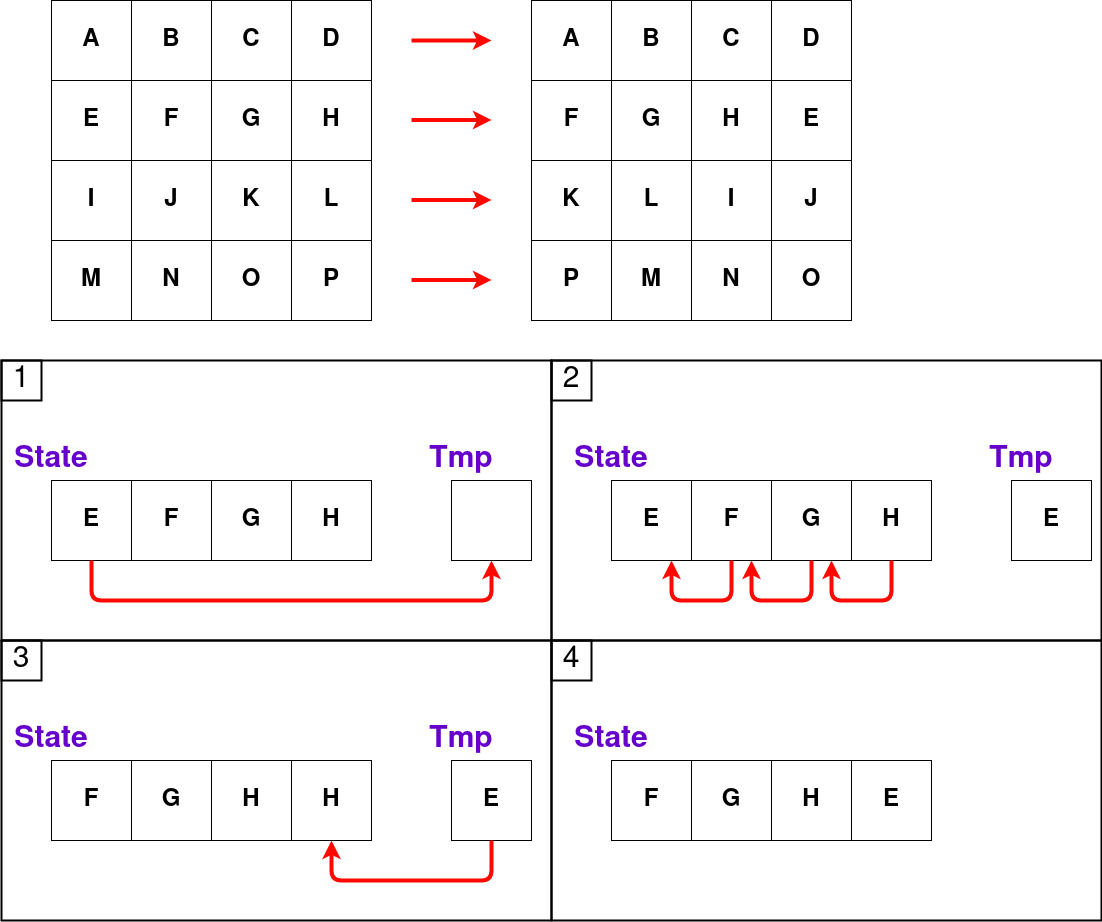 A B C D A B C D
E F G H F G H E
I J K L K L I J
M N O P P M N O
1
State Tmp
E F G H
2
State Tmp
E F G H E
3
State Tmp
F G H H E
4
State
F G H E